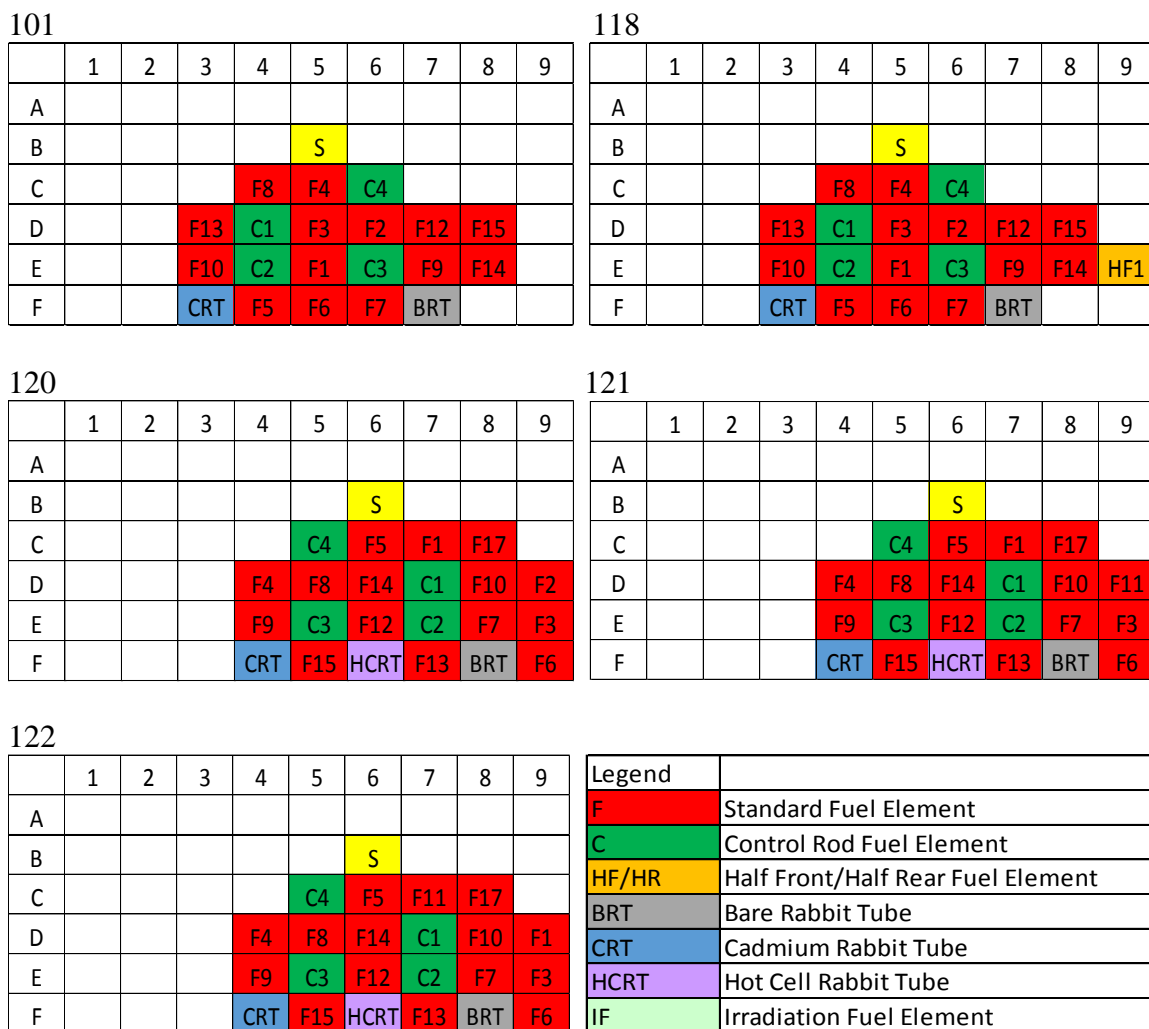 101 118
1 2 3 4 5 6 7 8 9 1 2 3 4 5 6 7 8 9
A A
B S B S
C F8 F4 C4 C F8 F4 C4
D F13 C1 F3 F2 F12 F15 D F13 C1 F3 F2 F12 F15
E F10 C2 F1 C3 F9 F14 E F10 C2 F1 C3 F9 F14 HF1
F CRT F5 F6 F7 BRT F CRT F5 F6 F7 BRT
120 121
1 2 3 4 5 6 7 8 9 1 2 3 4 5 6 7 8 9
A A
B S B S
C C4 F5 F1 F17 C C4 F5 F1 F17
D F4 F8 F14 C1 F10 F2 D F4 F8 F14 C1 F10 F11
E F9 C3 F12 C2 F7 F3 E F9 C3 F12 C2 F7 F3
F CRT F15 HCRT F13 BRT F6 F CRT F15 HCRT F13 BRT F6
122
1 2 3 4 5 6 7 8 9 Legend
A F Standard Fuel Element
B S C Control Rod Fuel Element
C C4 F5 F11 F17 HF/HR Half Front/Half Rear Fuel Element
D F4 F8 F14 C1 F10 F1 BRT Bare Rabbit Tube
E F9 C3 F12 C2 F7 F3 CRT Cadmium Rabbit Tube
F CRT F15 HCRT F13 BRT F6 HCRT Hot Cell Rabbit Tube
IF Irradiation Fuel Element